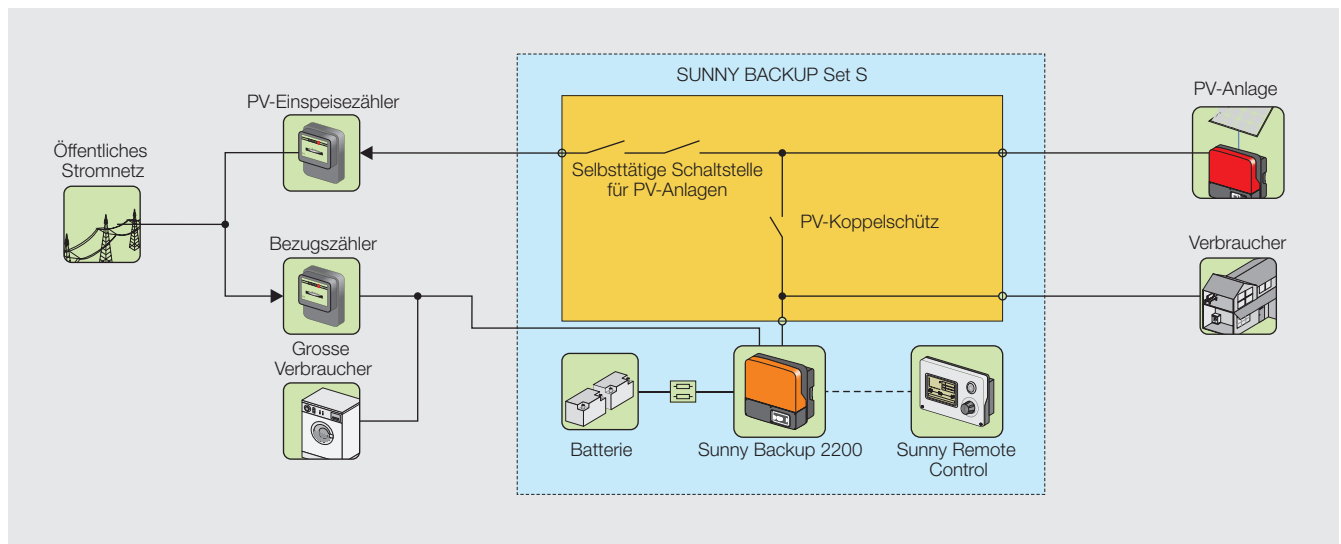 SUNNY BACKUP Set S
PV-Einspeisezähler
PV-Anlage
Öffentliches
Stromnetz
Selbsttätige Schaltstelle
für PV-Anlagen
PV-Koppelschütz
Bezugszähler
Verbraucher
Grosse
Verbraucher
Batterie
Sunny Backup 2200
Sunny Remote
Control